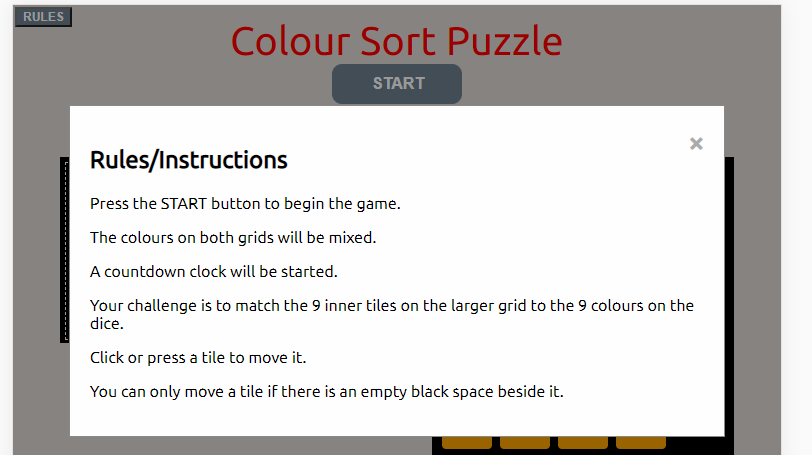 RULES
Colour Sort Puzzle
START
×
Rules/Instructions
Press the START button to begin the game.
The colours on both grids will be mixed.
A countdown clock will be started.
Your challenge is to match the 9 inner tiles on the larger grid to the 9 colours on the
dice.
Click or press a tile to move it.
You can only move a tile if there is an empty black space beside it.